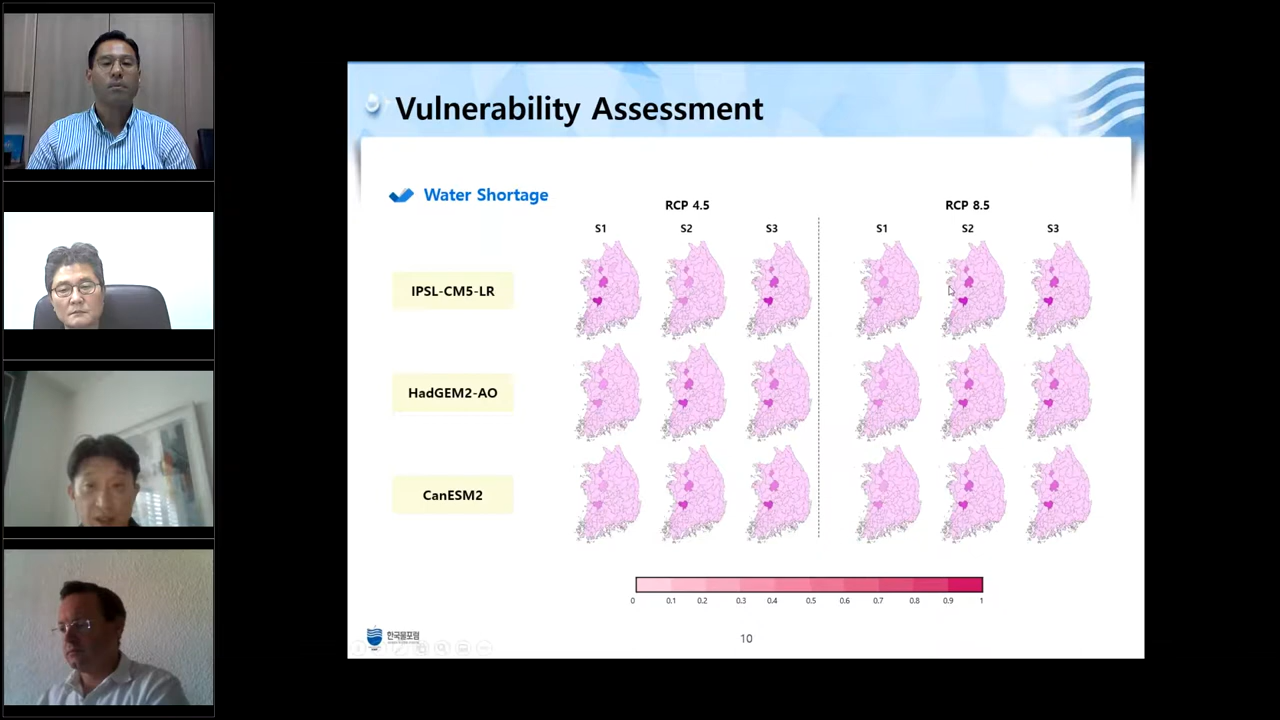 Vulnerability Assessment
Water Shortage
RCP 4.5
RCP 8.5
S1 S2 S3 S1 S2 S3
IPSL-CM5-LR
HadGEM2-AO
CanESM2
0 0.1 0.2 0.3 0.4 0.5 0.6 0.7 0.8 0.9 1
한국물포럼
10